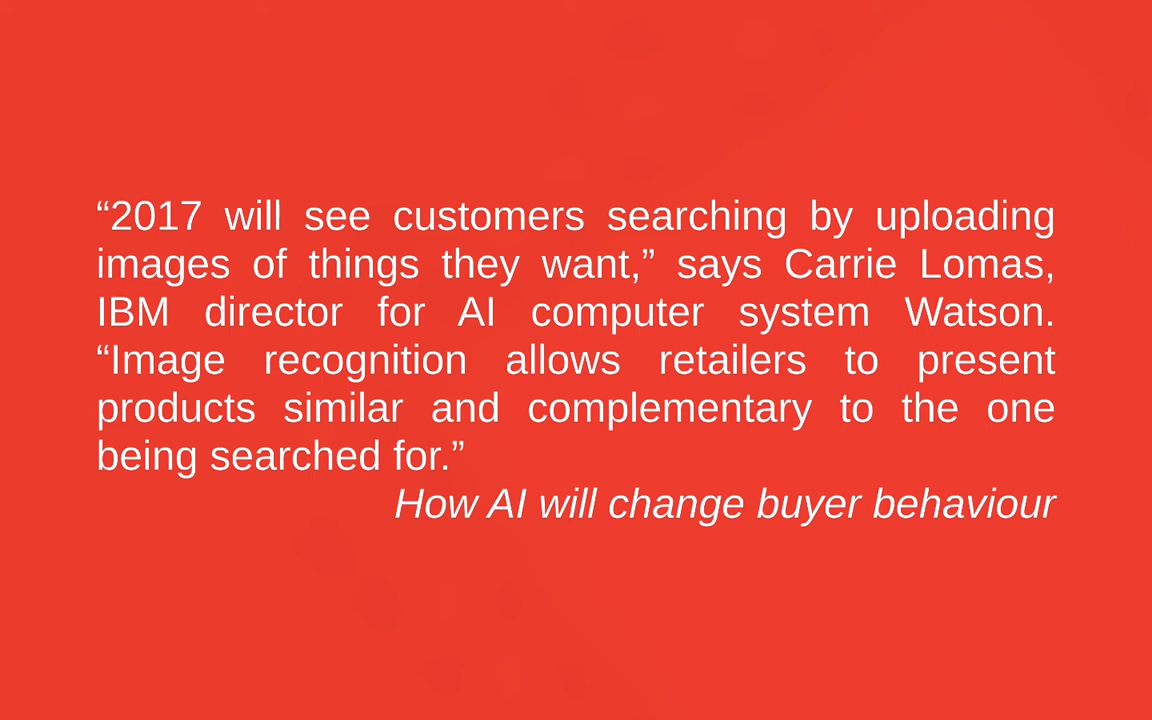 “2017 will see customers searching by uploading
images of things they want,” says Carrie Lomas,
IBM director for AI computer system Watson.
“Image recognition allows retailers to present
products similar and complementary to the one
being searched for.”
How AI will change buyer behaviour